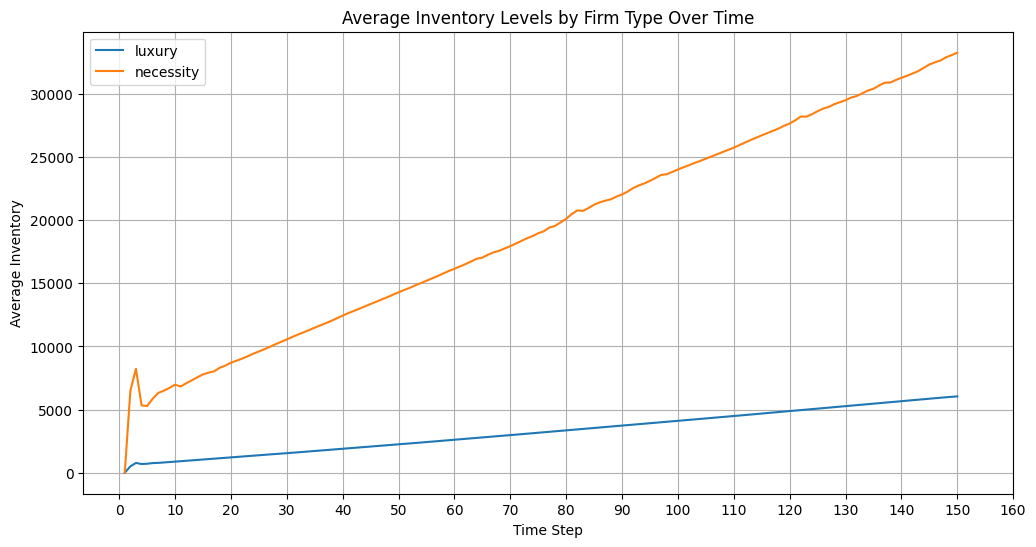 Average Inventory Levels by Firm Type Over Time
luxury
necessity
Average Inventory
30000
25000
20000
15000
10000
5000
0
0 10 20 30 40 50 60 70 80 90 100 110 120 130 140 150 160
Time Step